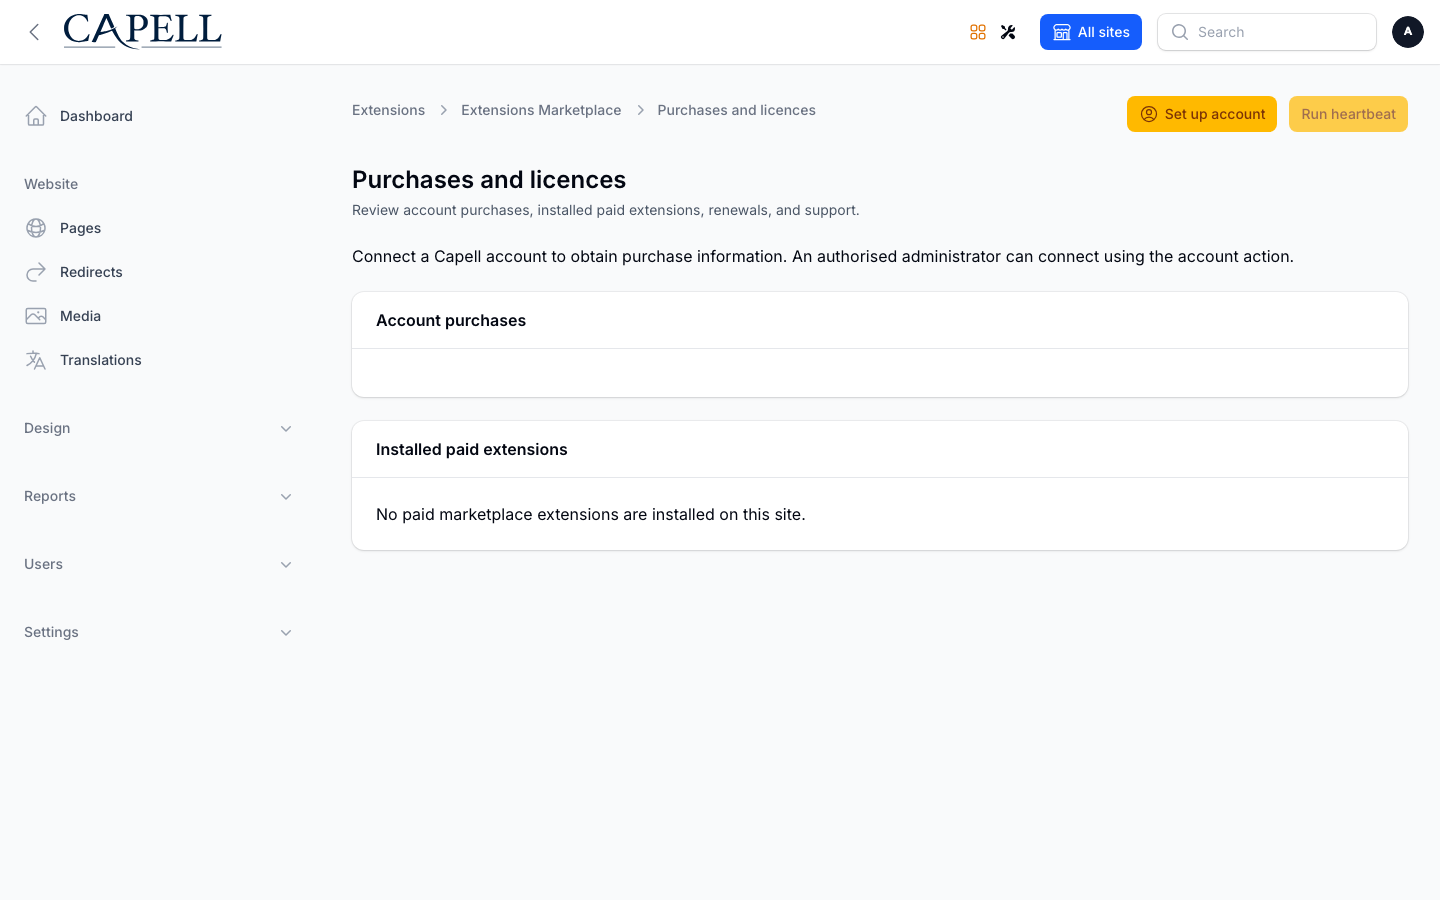 CAPELL
All sites
Search
A
Dashboard
Website
Pages
Redirects
Media
Translations
Design
Reports
Users
Settings
Extensions
Extensions Marketplace
Purchases and licences
Set up account
Run heartbeat
Purchases and licences
Review account purchases, installed paid extensions, renewals, and support.
Connect a Capell account to obtain purchase information. An authorised administrator can connect using the account action.
Account purchases
Installed paid extensions
No paid marketplace extensions are installed on this site.